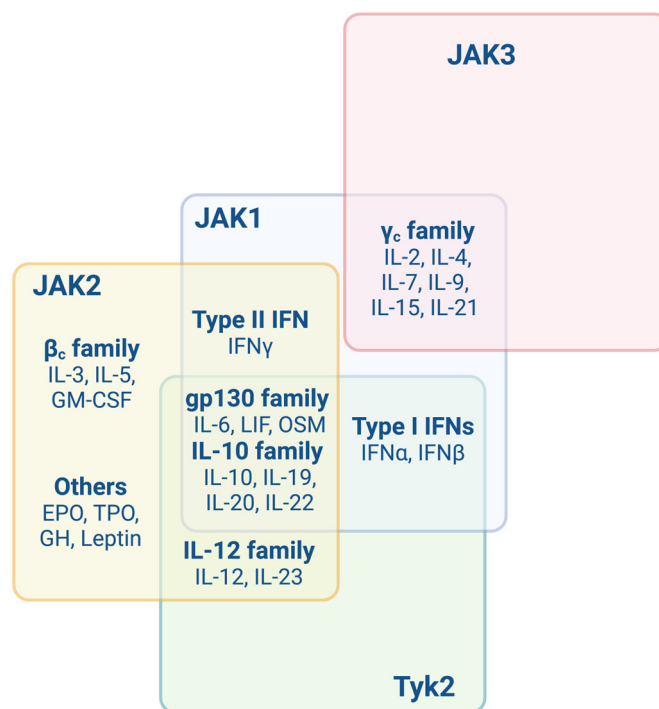 JAK3
JAK1
γc family
IL-2, IL-4,
IL-7, IL-9,
IL-15, IL-21
JAK2
Type II IFN
IFNγ
βc family
IL-3, IL-5,
GM-CSF
gp130 family
IL-6, LIF, OSM
IL-10 family
IL-10, IL-19,
IL-20, IL-22
Type I IFNs
IFNα, IFNβ
Others
EPO, TPO,
GH, Leptin
IL-12 family
IL-12, IL-23
Tyk2